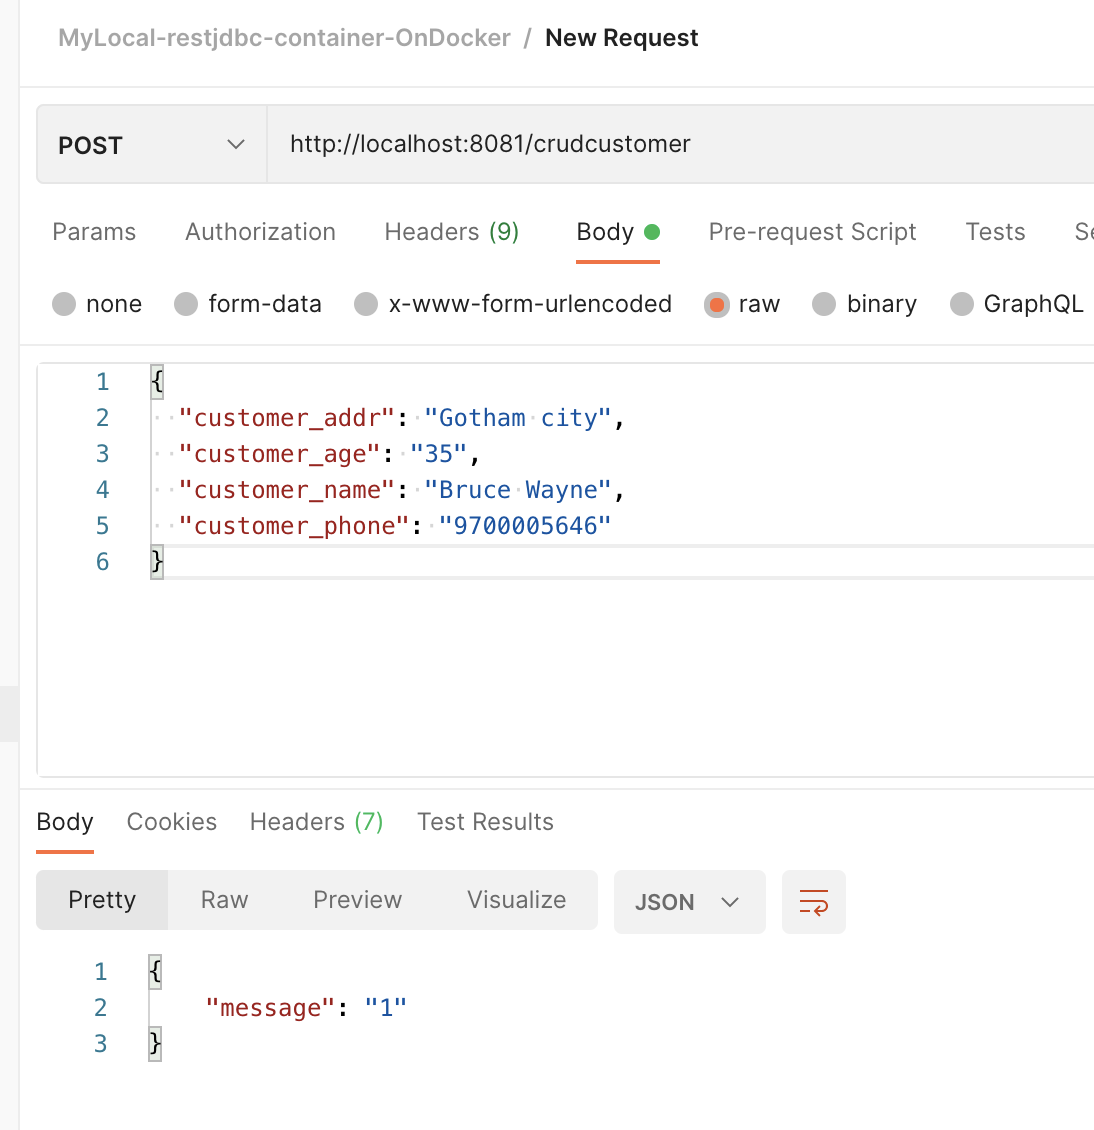 MyLocal-restjdbc-container-OnDocker / New Request
POST http://localhost:8081/crudcustomer
Params Authorization Headers (9) Body Pre-request Script Tests
none form-data x-www-form-urlencoded raw binary GraphQL
1 {
2 "customer_addr": "Gotham city",
3 "customer_age": "35",
4 "customer_name": "Bruce Wayne",
5 "customer_phone": "9700005646"
6 }
Body Cookies Headers (7) Test Results
Pretty Raw Preview Visualize JSON
1 {
2 "message": "1"
3 }